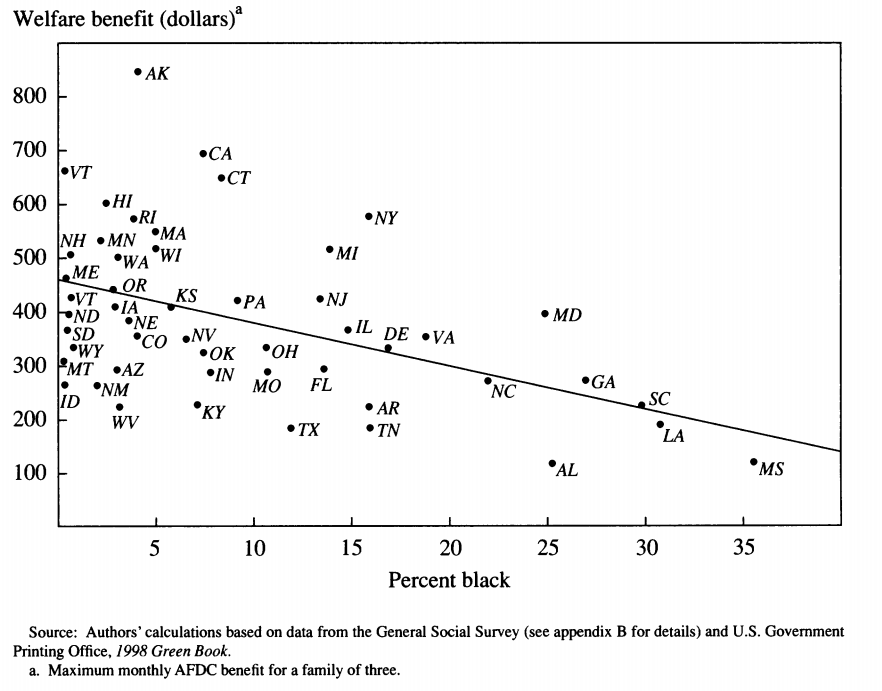 Welfare benefit (dollars)a
AK
800
700
CA
VT
CT
600
HI
RI
NY
MA
NH
MN
MI
WI
500
WA
ME
OR
KS
VT
PA
NJ
400
ND
IA
MD
NE
IL
SD
CO
NV
DE
VA
WY
OK
OH
300
MT
AZ
IN
MO
FL
NC
GA
ID
NM
SC
WV
KY
AR
200
TX
TN
LA
100
AL
MS
5 10 15 20 25 30 35
Percent black
Source: Authors' calculations based on data from the General Social Survey (see appendix B for details) and U.S. Government
Printing Office, 1998 Green Book.
a. Maximum monthly AFDC benefit for a family of three.